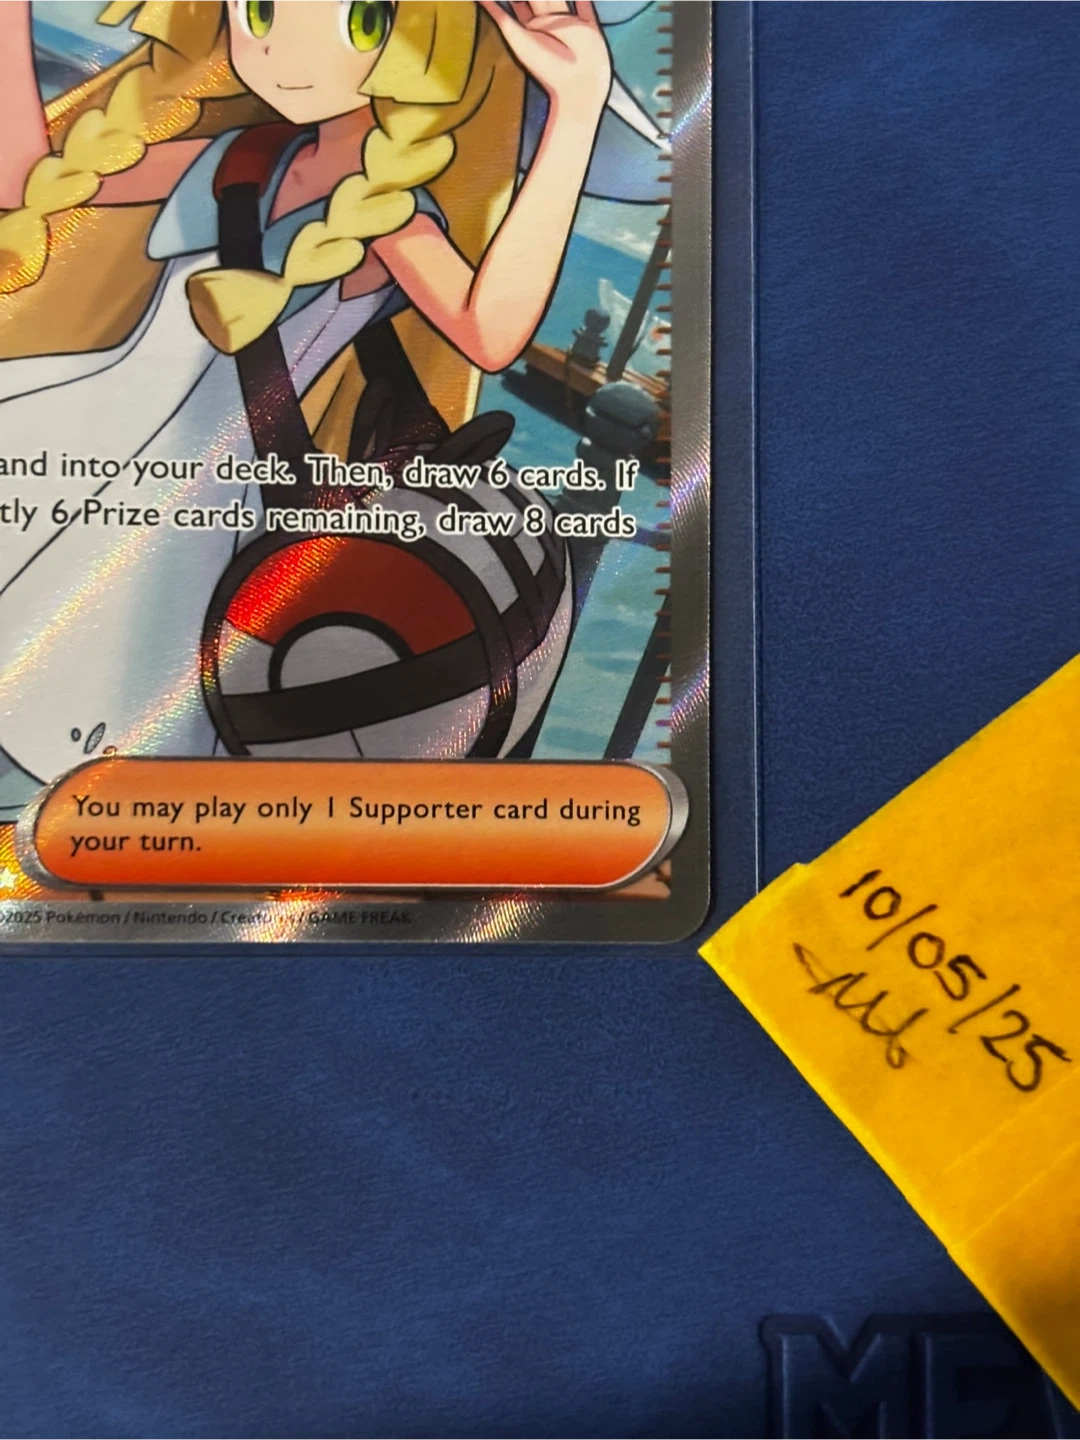 and into your deck. Then, draw 6 cards. If
tly 6 Prize cards remaining, draw 8 cards
You may play only 1 Supporter card during
your turn.
©2025 Pokémon / Nintendo / Creatures / GAME FREAK
10/05/25